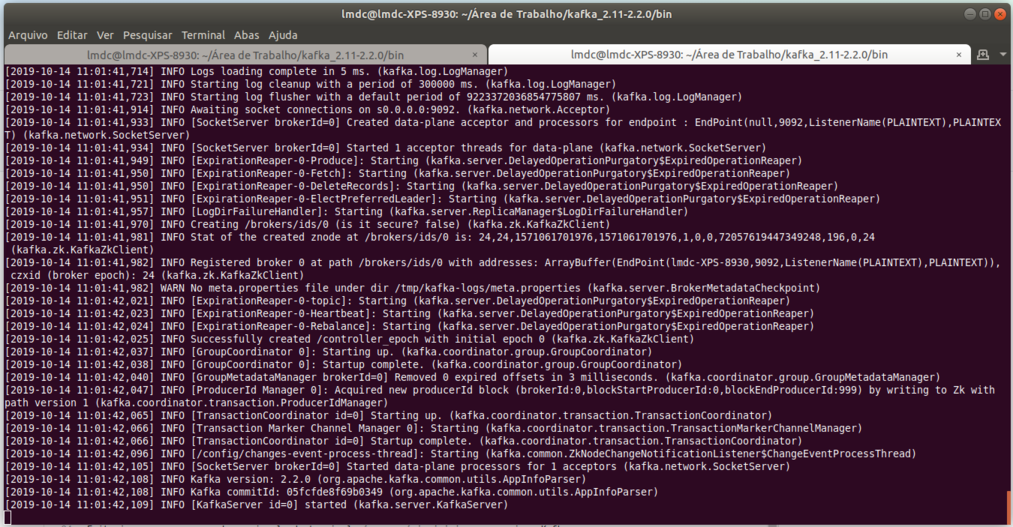 lmdc@lmdc-XPS-8930: ~/Área de Trabalho/kafka_2.11-2.2.0/bin
Arquivo Editar Ver Pesquisar Terminal Abas Ajuda
lmdc@lmdc-XPS-8930: ~/Área de Trabalho/kafka_2.11-2.2.0/bin × lmdc@lmdc-XPS-8930: ~/Área de Trabalho/kafka_2.11-2.2.0/bin ×
[2019-10-14 11:01:41,714] INFO Logs loading complete in 5 ms. (kafka.log.LogManager)
[2019-10-14 11:01:41,721] INFO Starting log cleanup with a period of 300000 ms. (kafka.log.LogManager)
[2019-10-14 11:01:41,723] INFO Starting log flusher with a default period of 9223372036854775807 ms. (kafka.log.LogManager)
[2019-10-14 11:01:41,914] INFO Awaiting socket connections on s0.0.0.0:9092. (kafka.network.Acceptor)
[2019-10-14 11:01:41,933] INFO [SocketServer brokerId=0] Created data-plane acceptor and processors for endpoint : EndPoint(null,9092,ListenerName(PLAINTEXT),PLAINTEX
T) (kafka.network.SocketServer)
[2019-10-14 11:01:41,934] INFO [SocketServer brokerId=0] Started 1 acceptor threads for data-plane (kafka.network.SocketServer)
[2019-10-14 11:01:41,949] INFO [ExpirationReaper-0-Produce]: Starting (kafka.server.DelayedOperationPurgatory$ExpiredOperationReaper)
[2019-10-14 11:01:41,950] INFO [ExpirationReaper-0-Fetch]: Starting (kafka.server.DelayedOperationPurgatory$ExpiredOperationReaper)
[2019-10-14 11:01:41,950] INFO [ExpirationReaper-0-DeleteRecords]: Starting (kafka.server.DelayedOperationPurgatory$ExpiredOperationReaper)
[2019-10-14 11:01:41,951] INFO [ExpirationReaper-0-ElectPreferredLeader]: Starting (kafka.server.DelayedOperationPurgatory$ExpiredOperationReaper)
[2019-10-14 11:01:41,957] INFO [LogDirFailureHandler]: Starting (kafka.server.ReplicaManager$LogDirFailureHandler)
[2019-10-14 11:01:41,970] INFO Creating /brokers/ids/0 (is it secure? false) (kafka.zk.KafkaZkClient)
[2019-10-14 11:01:41,981] INFO Stat of the created znode at /brokers/ids/0 is: 24,24,1571061701976,1571061701976,1,0,0,72057619447349248,196,0,24
(kafka.zk.KafkaZkClient)
[2019-10-14 11:01:41,982] INFO Registered broker 0 at path /brokers/ids/0 with addresses: ArrayBuffer(EndPoint(lmdc-XPS-8930,9092,ListenerName(PLAINTEXT),PLAINTEXT)),
czxid (broker epoch): 24 (kafka.zk.KafkaZkClient)
[2019-10-14 11:01:41,982] WARN No meta.properties file under dir /tmp/kafka-logs/meta.properties (kafka.server.BrokerMetadataCheckpoint)
[2019-10-14 11:01:42,021] INFO [ExpirationReaper-0-topic]: Starting (kafka.server.DelayedOperationPurgatory$ExpiredOperationReaper)
[2019-10-14 11:01:42,023] INFO [ExpirationReaper-0-Heartbeat]: Starting (kafka.server.DelayedOperationPurgatory$ExpiredOperationReaper)
[2019-10-14 11:01:42,024] INFO [ExpirationReaper-0-Rebalance]: Starting (kafka.server.DelayedOperationPurgatory$ExpiredOperationReaper)
[2019-10-14 11:01:42,025] INFO Successfully created /controller_epoch with initial epoch 0 (kafka.zk.KafkaZkClient)
[2019-10-14 11:01:42,037] INFO [GroupCoordinator 0]: Starting up. (kafka.coordinator.group.GroupCoordinator)
[2019-10-14 11:01:42,038] INFO [GroupCoordinator 0]: Startup complete. (kafka.coordinator.group.GroupCoordinator)
[2019-10-14 11:01:42,040] INFO [GroupMetadataManager brokerId=0] Removed 0 expired offsets in 3 milliseconds. (kafka.coordinator.group.GroupMetadataManager)
[2019-10-14 11:01:42,047] INFO [ProducerId Manager 0]: Acquired new producerId block (brokerId:0,blockStartProducerId:0,blockEndProducerId:999) by writing to Zk with
path version 1 (kafka.coordinator.transaction.ProducerIdManager)
[2019-10-14 11:01:42,065] INFO [TransactionCoordinator id=0] Starting up. (kafka.coordinator.transaction.TransactionCoordinator)
[2019-10-14 11:01:42,066] INFO [Transaction Marker Channel Manager 0]: Starting (kafka.coordinator.transaction.TransactionMarkerChannelManager)
[2019-10-14 11:01:42,066] INFO [TransactionCoordinator id=0] Startup complete. (kafka.coordinator.transaction.TransactionCoordinator)
[2019-10-14 11:01:42,096] INFO [/config/changes-event-process-thread]: Starting (kafka.common.ZkNodeChangeNotificationListener$ChangeEventProcessThread)
[2019-10-14 11:01:42,105] INFO [SocketServer brokerId=0] Started data-plane processors for 1 acceptors (kafka.network.SocketServer)
[2019-10-14 11:01:42,108] INFO Kafka version: 2.2.0 (org.apache.kafka.common.utils.AppInfoParser)
[2019-10-14 11:01:42,108] INFO Kafka commitId: 05fcfde8f69b0349 (org.apache.kafka.common.utils.AppInfoParser)
[2019-10-14 11:01:42,109] INFO [KafkaServer id=0] started (kafka.server.KafkaServer)